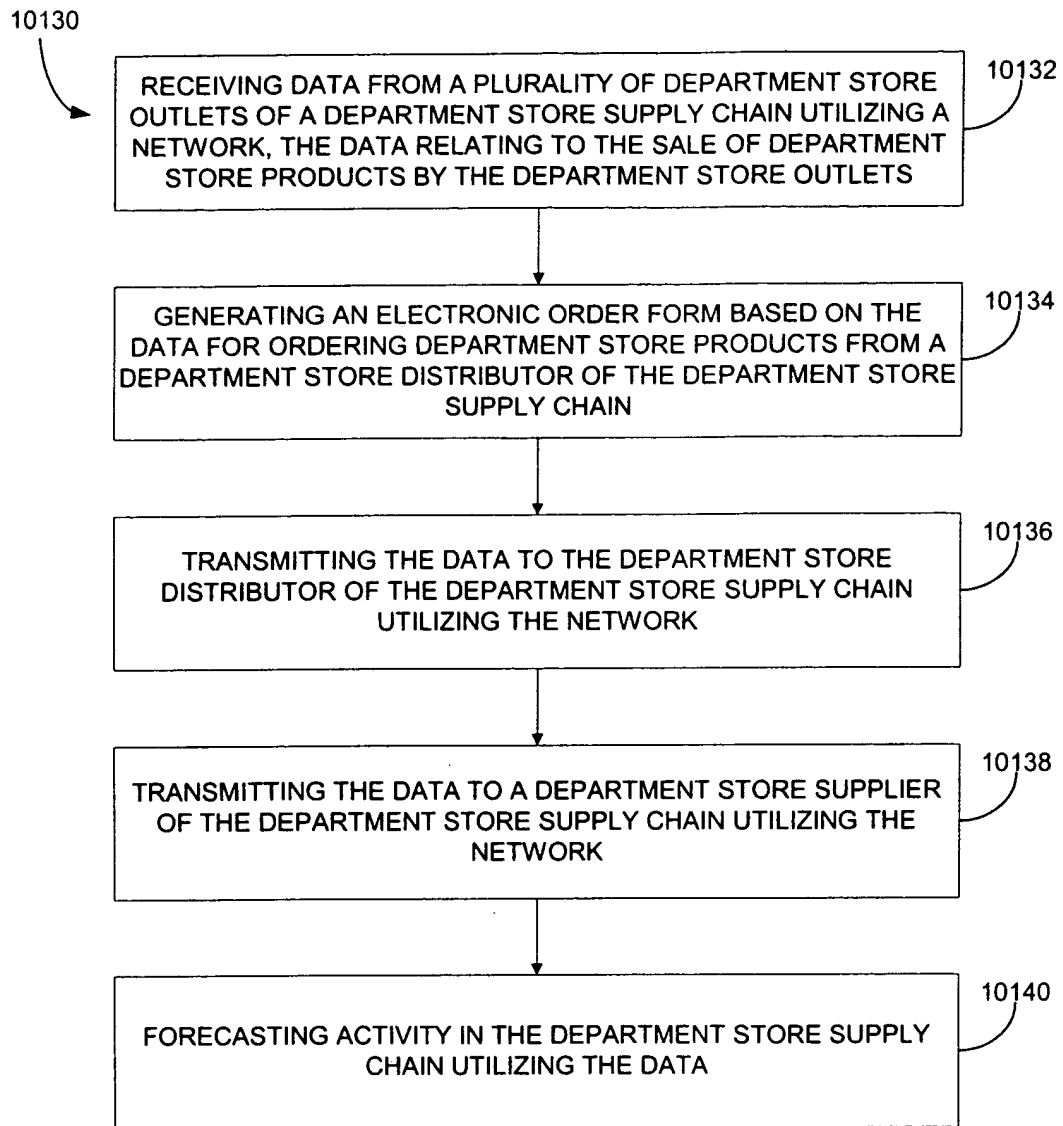 10130
10132
RECEIVING DATA FROM A PLURALITY OF DEPARTMENT STORE
OUTLETS OF A DEPARTMENT STORE SUPPLY CHAIN UTILIZING A
NETWORK, THE DATA RELATING TO THE SALE OF DEPARTMENT
STORE PRODUCTS BY THE DEPARTMENT STORE OUTLETS
10134
GENERATING AN ELECTRONIC ORDER FORM BASED ON THE
DATA FOR ORDERING DEPARTMENT STORE PRODUCTS FROM A
DEPARTMENT STORE DISTRIBUTOR OF THE DEPARTMENT STORE
SUPPLY CHAIN
10136
TRANSMITTING THE DATA TO THE DEPARTMENT STORE
DISTRIBUTOR OF THE DEPARTMENT STORE SUPPLY CHAIN
UTILIZING THE NETWORK
10138
TRANSMITTING THE DATA TO A DEPARTMENT STORE SUPPLIER
OF THE DEPARTMENT STORE SUPPLY CHAIN UTILIZING THE
NETWORK
10140
FORECASTING ACTIVITY IN THE DEPARTMENT STORE SUPPLY
CHAIN UTILIZING THE DATA